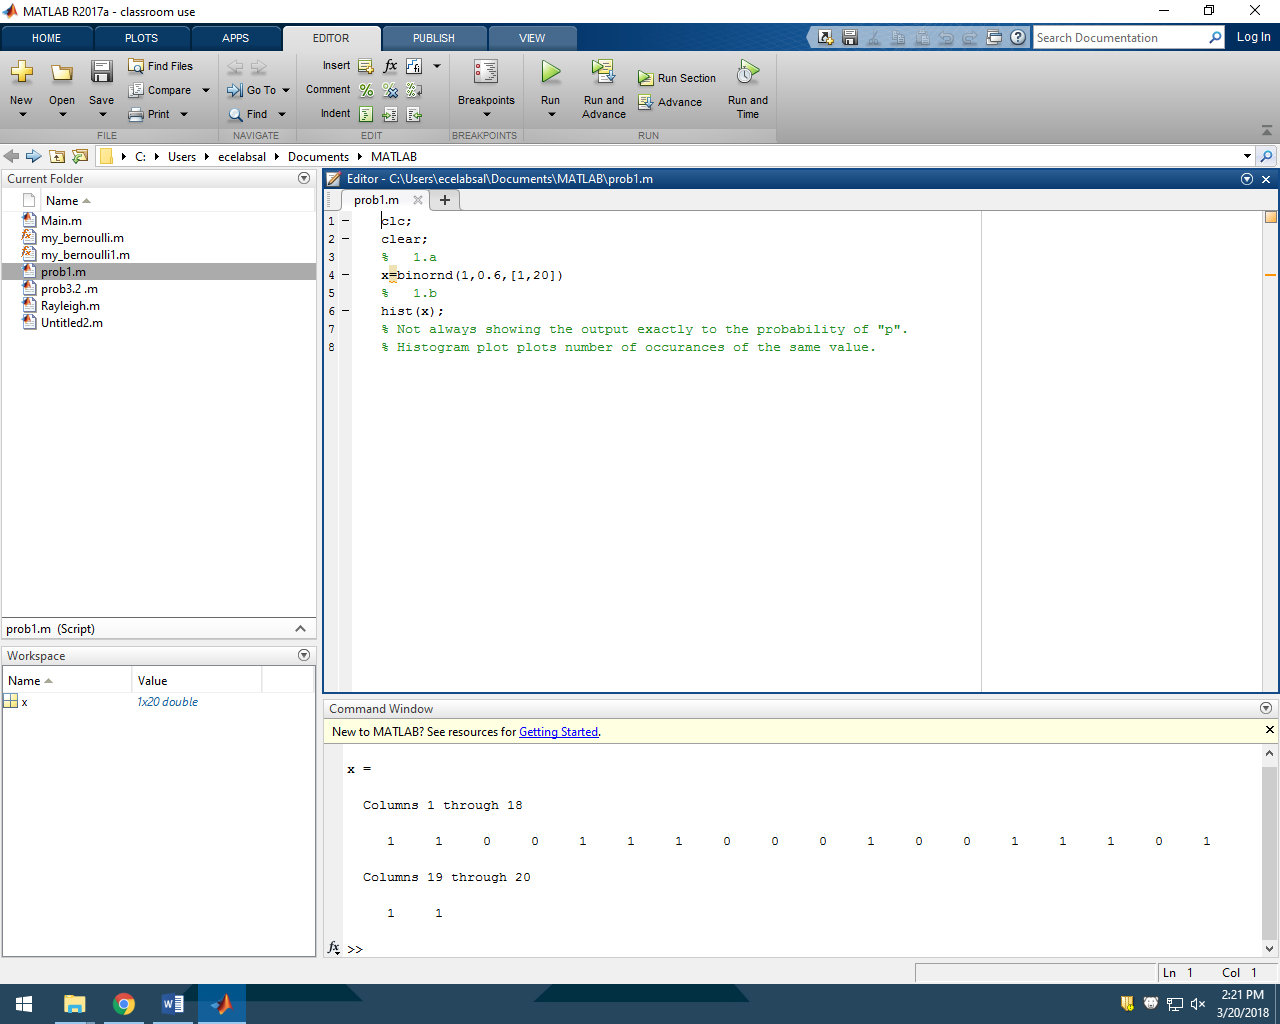 MATLAB R2017a - classroom use
HOME PLOTS APPS EDITOR PUBLISH VIEW
Search Documentation
Log In
New
Open
Save
Find Files
Compare
Print
FILE
Go To
Find
NAVIGATE
Insert
Comment
Indent
EDIT
Breakpoints
BREAKPOINTS
Run
Run and Advance
Run Section
Advance
Run and Time
RUN
C: Users ecelabsal Documents MATLAB
Current Folder
Name
Main.m
my_bernoulli.m
my_bernoulli1.m
prob1.m
prob3.2 .m
Rayleigh.m
Untitled2.m
prob1.m (Script)
Workspace
Name Value
x 1x20 double
Editor - C:\Users\ecelabsal\Documents\MATLAB\prob1.m
prob1.m
1 clc;
2 clear;
3 % 1.a
4 x=binornd(1,0.6,[1,20])
5 % 1.b
6 hist(x);
7 % Not always showing the output exactly to the probability of "p".
8 % Histogram plot plots number of occurances of the same value.
Command Window
New to MATLAB? See resources for Getting Started.
x =
Columns 1 through 18
1 1 0 0 1 1 1 0 0 0 1 0 0 1 1 1 0 1
Columns 19 through 20
1 1
fx >>
Ln 1 Col 1
2:21 PM
3/20/2018